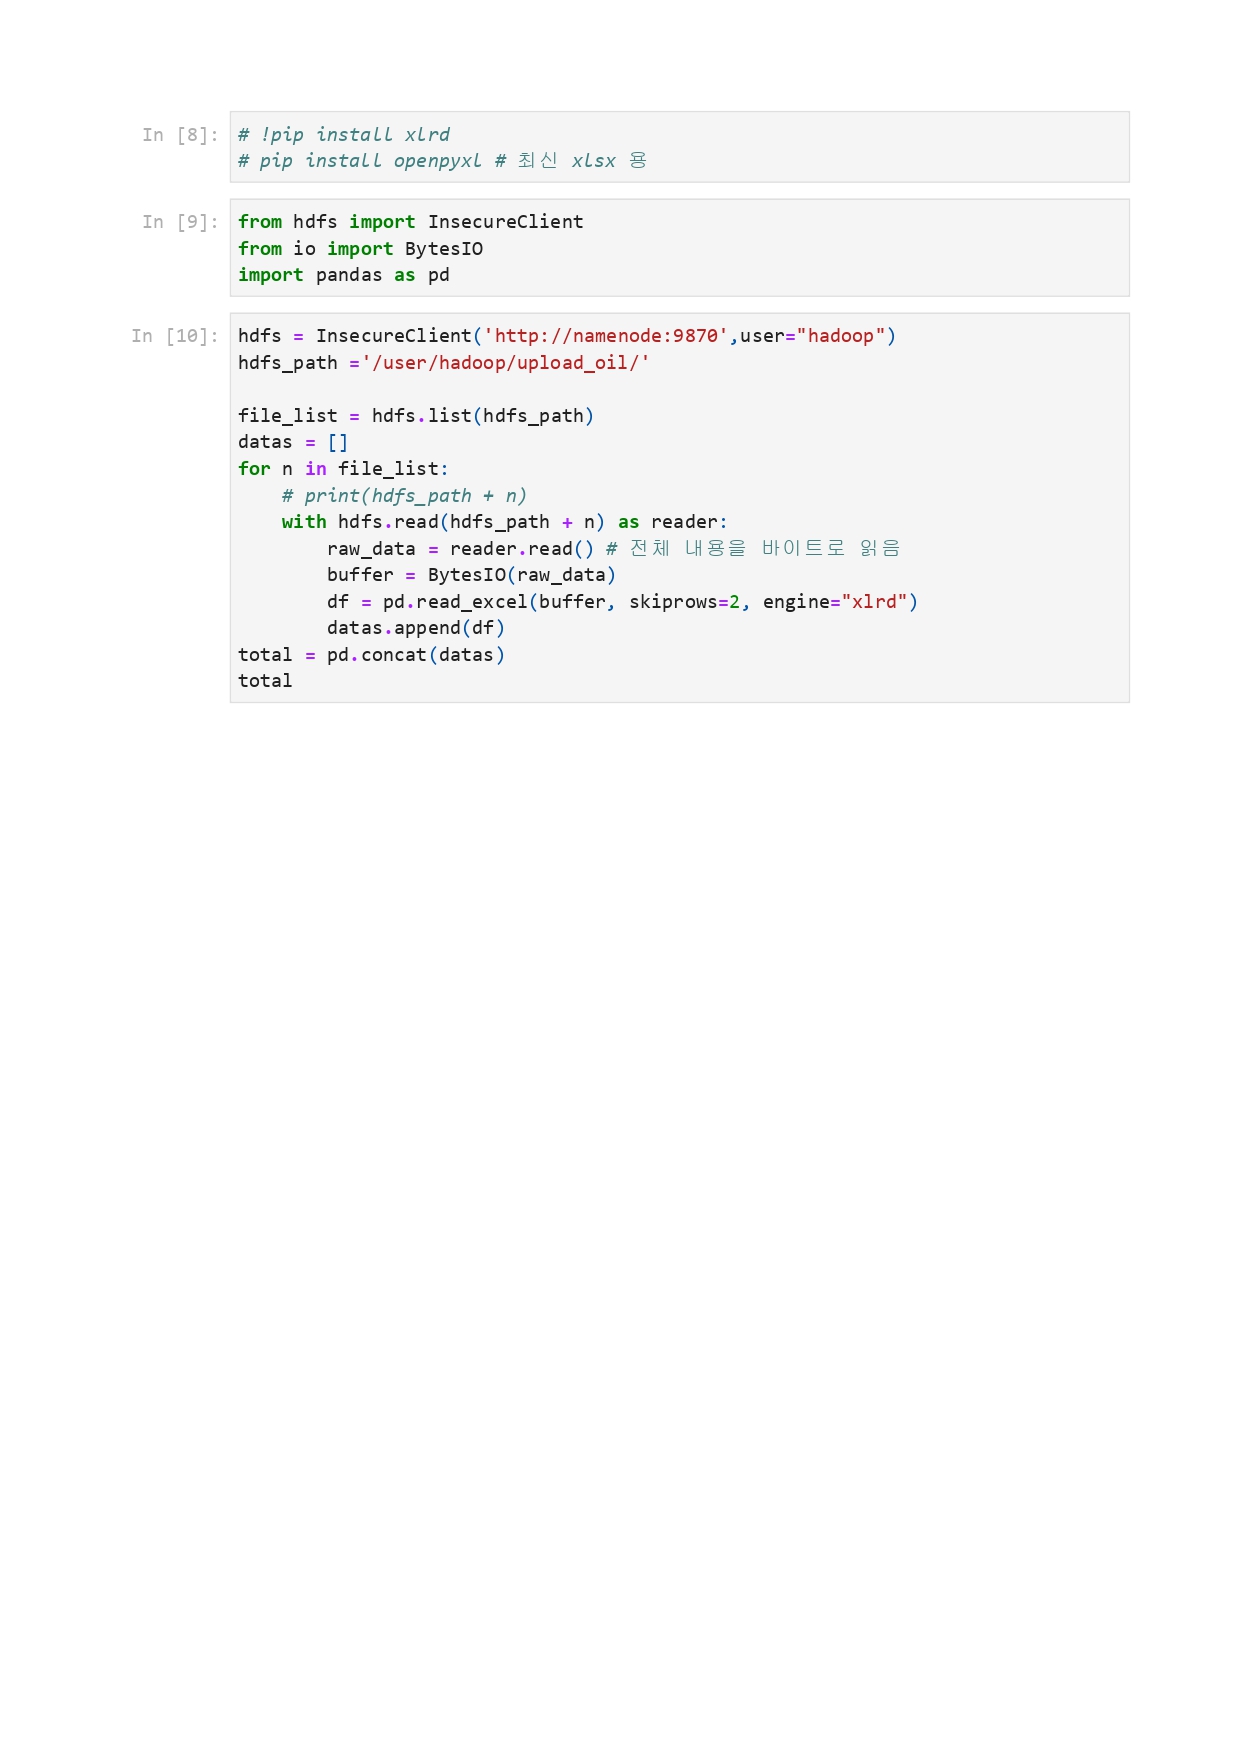 In [8]: # !pip install xlrd
# pip install openpyxl # 최신 xlsx 용
In [9]: from hdfs import InsecureClient
from io import BytesIO
import pandas as pd
In [10]: hdfs = InsecureClient('http://namenode:9870',user="hadoop")
hdfs_path ='/user/hadoop/upload_oil/'

file_list = hdfs.list(hdfs_path)
datas = []
for n in file_list:
    # print(hdfs_path + n)
    with hdfs.read(hdfs_path + n) as reader:
        raw_data = reader.read() # 전체 내용을 바이트로 읽음
        buffer = BytesIO(raw_data)
        df = pd.read_excel(buffer, skiprows=2, engine="xlrd")
        datas.append(df)
total = pd.concat(datas)
total